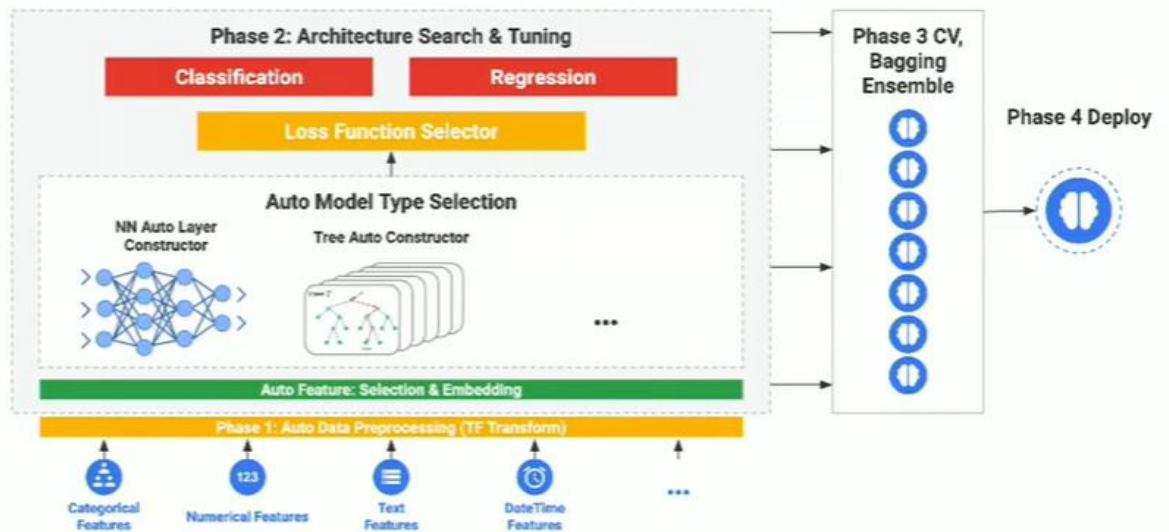 Phase 2: Architecture Search & Tuning
Classification
Regression
Loss Function Selector
Auto Model Type Selection
NN Auto Layer
Constructor
Tree Auto Constructor
...
Auto Feature: Selection & Embedding
Phase 1: Auto Data Preprocessing (TF Transform)
Categorical
Features
123
Numerical Features
Text
Features
DateTime
Features
...
Phase 3 CV,
Bagging
Ensemble
Phase 4 Deploy